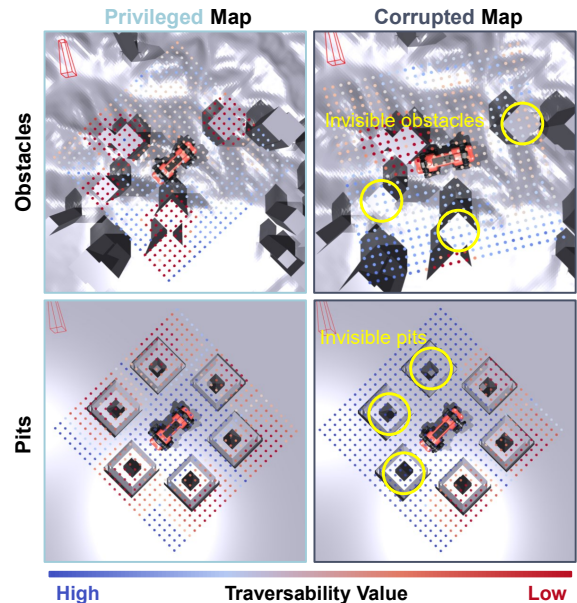 Privileged Map
Corrupted Map
Obstacles
Invisible obstacles
Pits
Invisible pits
High
Traversability Value
Low